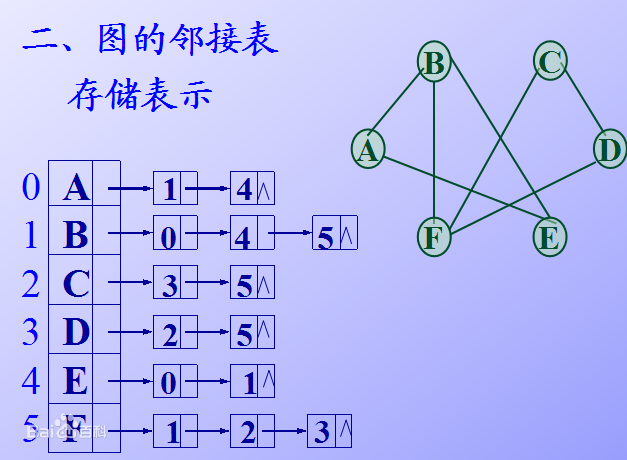 二、图的邻接表
存储表示
B C
A D
F E
0 A 1 4 ^
1 B 0 4 5 ^
2 C 3 5 ^
3 D 2 5 ^
4 E 0 1 ^
5 F 1 2 3 ^
Baidu百科